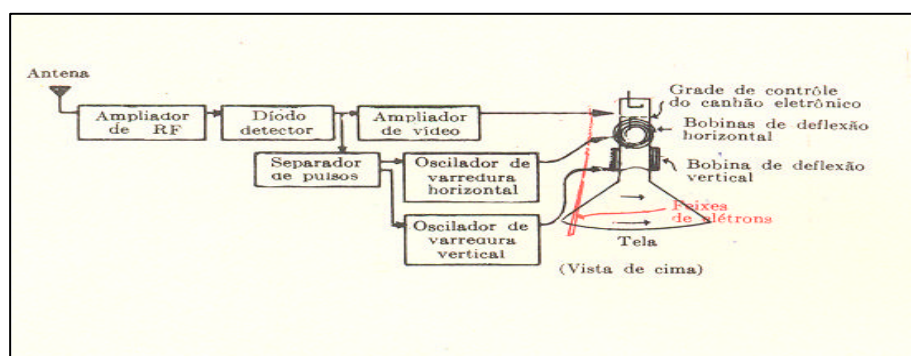 Antena
Ampliador
de RF
Díodo
detector
Ampliador
de vídeo
Separador
de pulsos
Oscilador de
varredura
horizontal
Oscilador de
varredura
vertical
Grade de contrôle
do canhão eletrônico
Bobinas de deflexão
horizontal
Bobina de deflexão
vertical
Feixes
de elétrons
Tela
(Vista de cima)